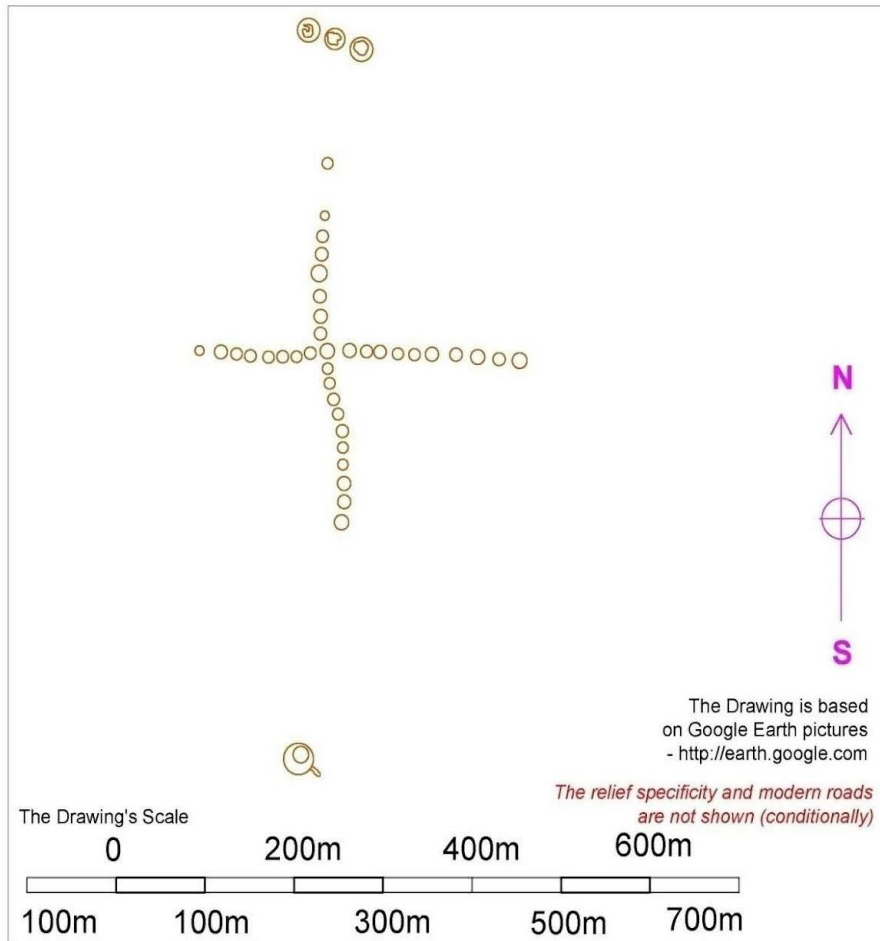 N
S
The Drawing is based
on Google Earth pictures
- http://earth.google.com
The relief specificity and modern roads
are not shown (conditionally)
The Drawing's Scale
0 200m 400m 600m
100m 100m 300m 500m 700m